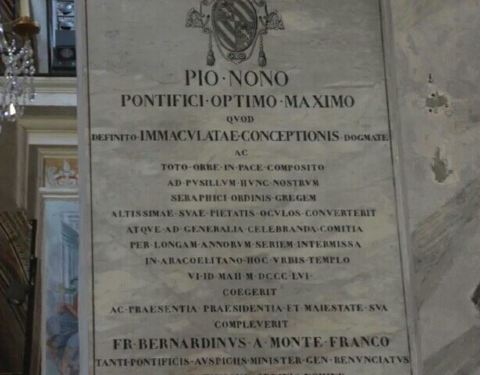 PIO·NONO
PONTIFICI·OPTIMO·MAXIMO
QVOD
DEFINITO·IMMACVLATAE·CONCEPTIONIS·DOGMATE
AC
TOTO·ORBE·IN·PACE·COMPOSITO
AD·PVSILLVM·HVNC·NOSTRVM
SERAPHICI·ORDINIS·GREGEM
ALTISSIMAE·SVAE·PIETATIS·OCVLOS·CONVERTERIT
ATQVE·AD·GENERALIA·CELEBRANDA·COMITIA
PER·LONGAM·ANNORVM·SERIEM·INTERMISSA
IN·ARACOELITANO·HOC·VRBIS·TEMPLO
VI·ID·MAII·M·DCCC·LVI·
COEGERIT
AC·PRAESENTIA·PRAESIDENTIA·ET·MAIESTATE·SVA
COMPLEVERIT
FR·BERNARDINVS·A·MONTE·FRANCO
TANTI·PONTIFICIS·AVSPICIIS·MINISTER·GEN·RENVNCIATVS